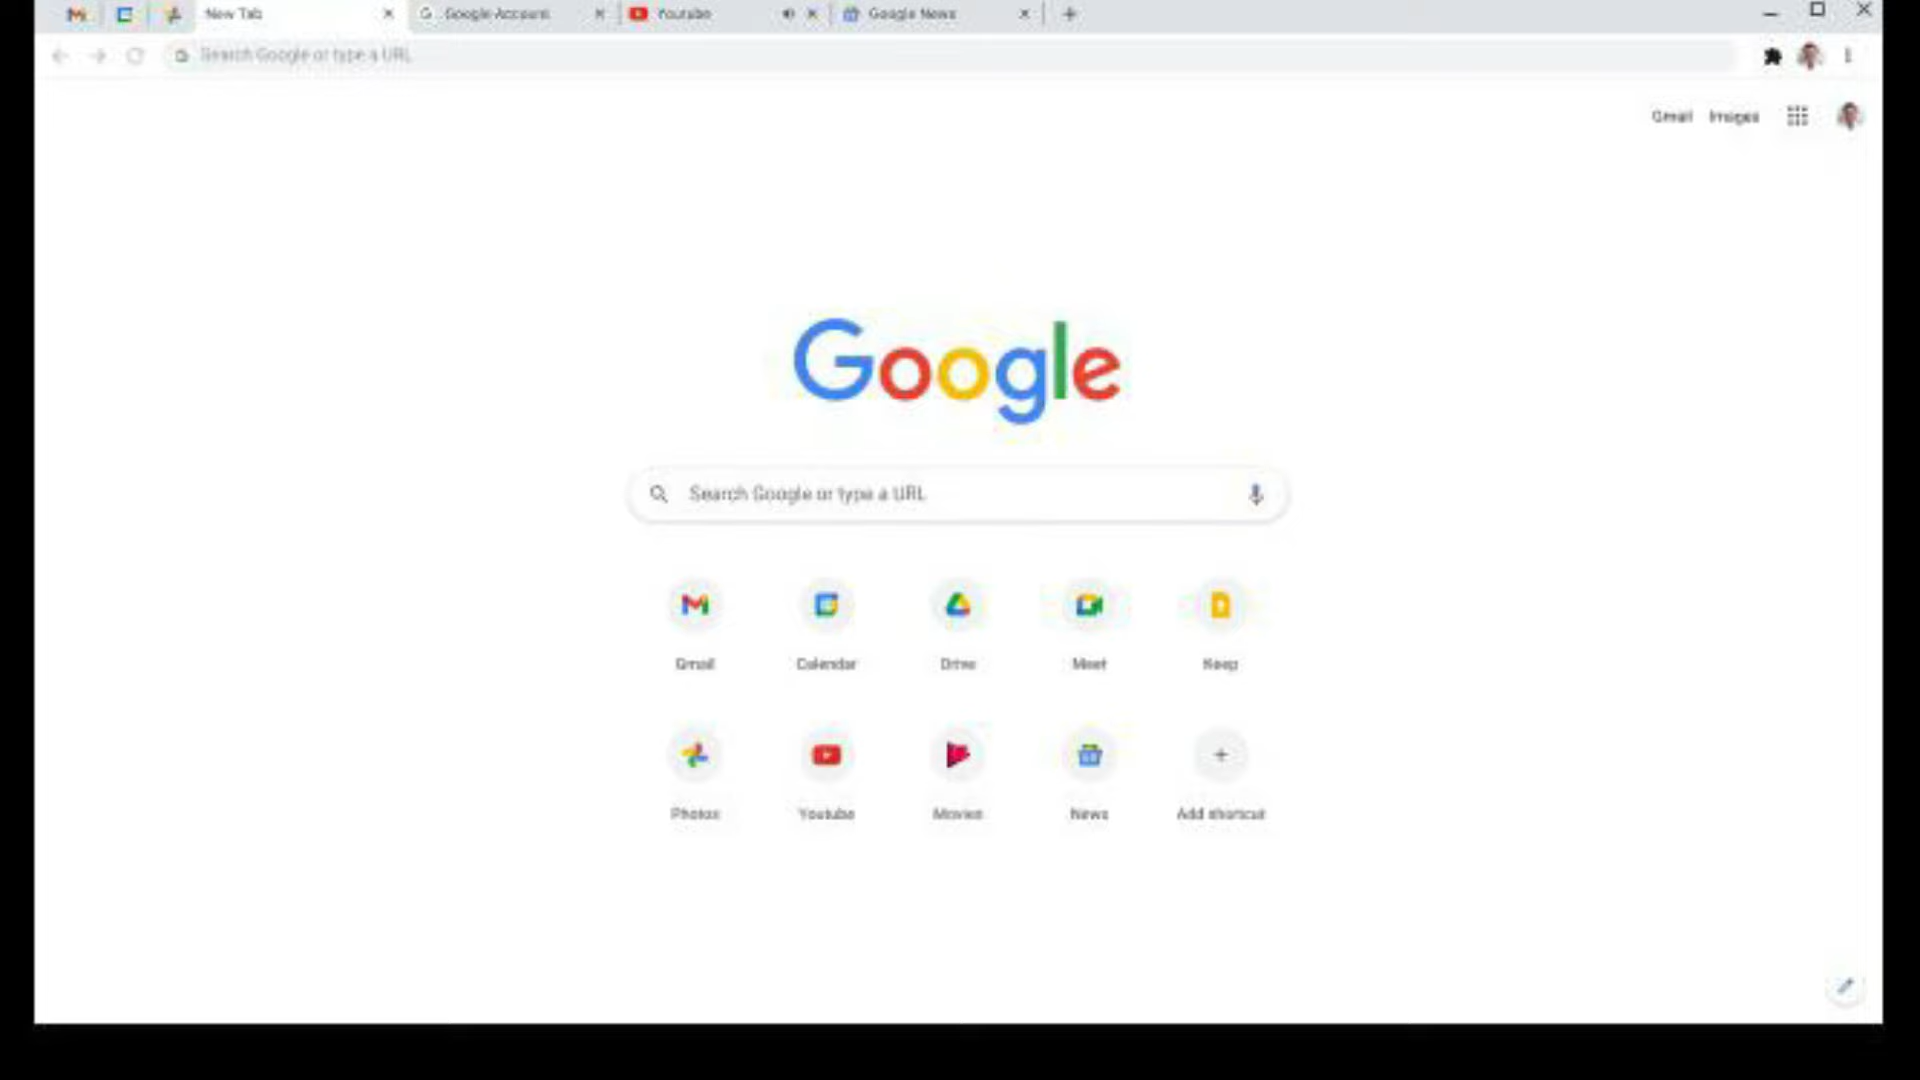 New Tab Google Account Youtube Google News
Search Google or type a URL
Gmail Images
Google
Search Google or type a URL
Gmail Calendar Drive Meet Keep
Photos Youtube Movies News Add shortcut